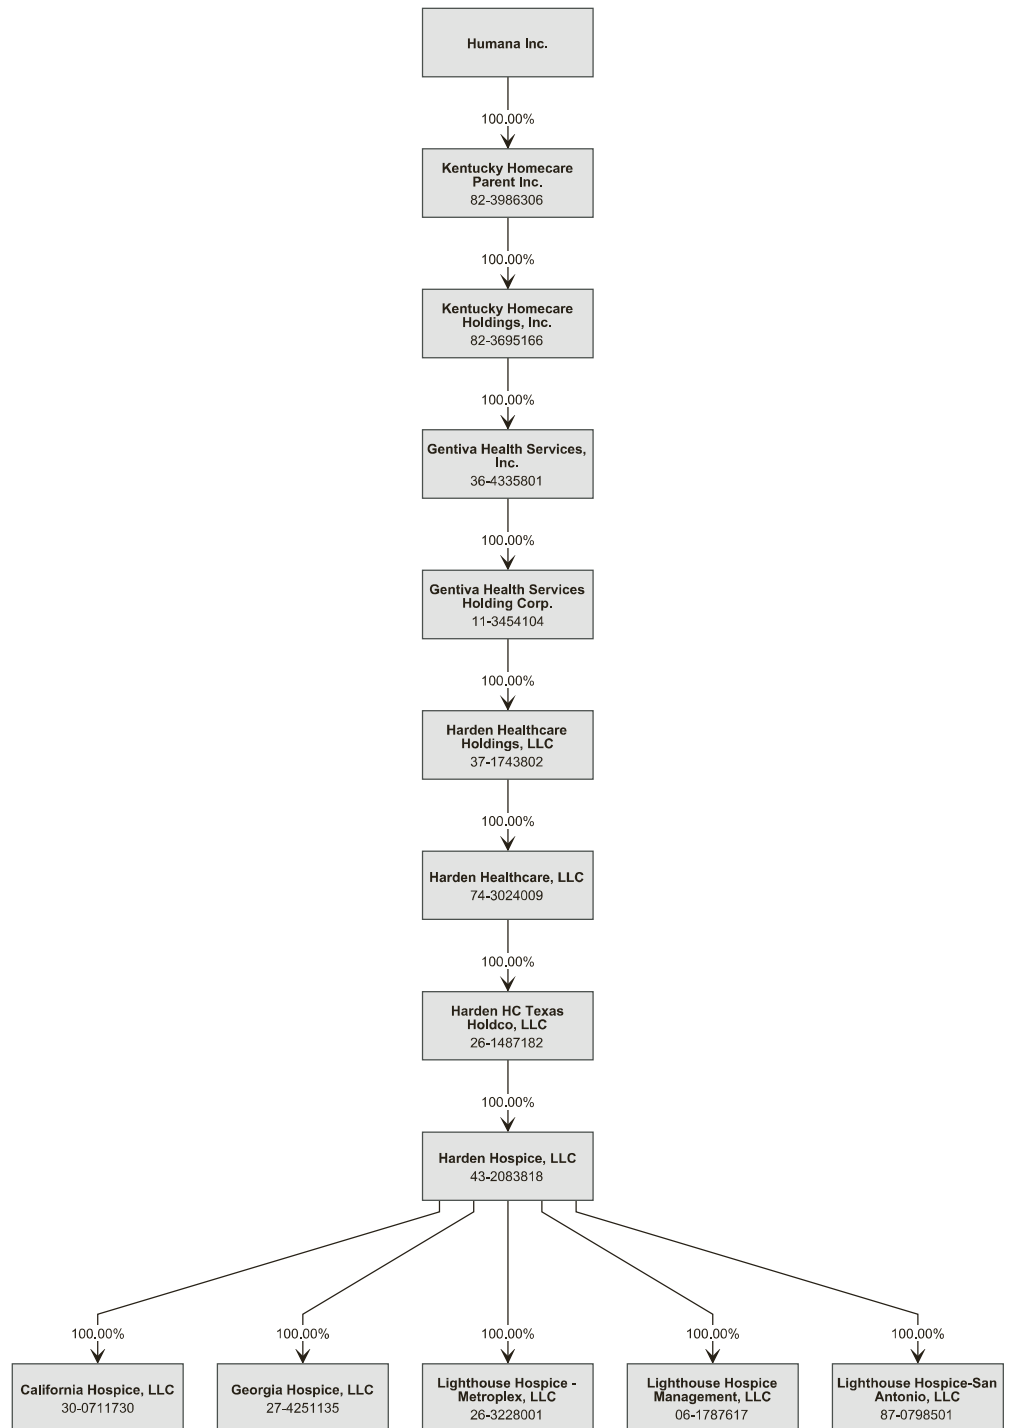 Humana Inc.
100.00%
Kentucky Homecare
Parent Inc.
82-3986306
100.00%
Kentucky Homecare
Holdings, Inc.
82-3695166
100.00%
Gentiva Health Services,
Inc.
36-4335801
100.00%
Gentiva Health Services
Holding Corp.
11-3454104
100.00%
Harden Healthcare
Holdings, LLC
37-1743802
100.00%
Harden Healthcare, LLC
74-3024009
100.00%
Harden HC Texas
Holdco, LLC
26-1487182
100.00%
Harden Hospice, LLC
43-2083818
100.00%
California Hospice, LLC
30-0711730
100.00%
Georgia Hospice, LLC
27-4251135
100.00%
Lighthouse Hospice -
Metroplex, LLC
26-3228001
100.00%
Lighthouse Hospice
Management, LLC
06-1787617
100.00%
Lighthouse Hospice-San
Antonio, LLC
87-0798501